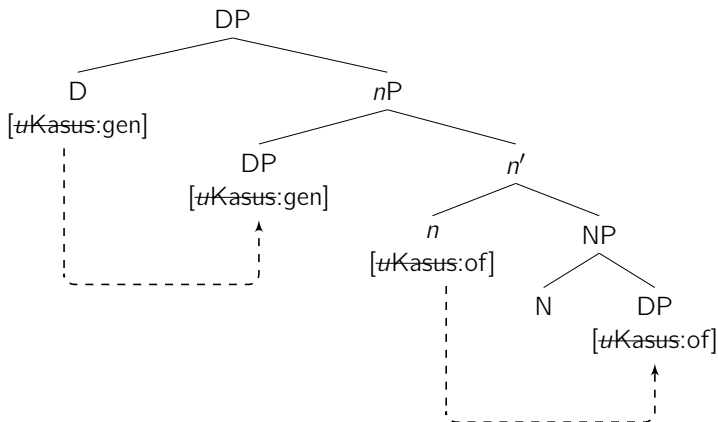 DP
D nP
[uKasus:gen]
DP n′
[uKasus:gen]
n NP
[uKasus:of]
N DP
[uKasus:of]